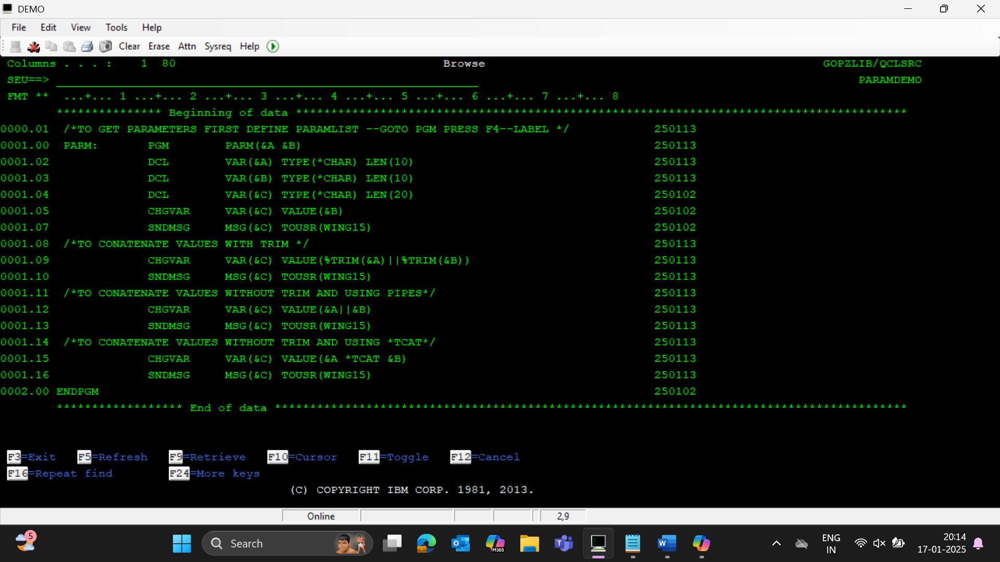 DEMO
File Edit View Tools Help
Clear Erase Attn Sysreq Help
Columns . . . : 1 80 Browse GOPZLIB/QCLSRC
SEU==> PARAMDEMO
FMT ** ...+... 1 ...+... 2 ...+... 3 ...+... 4 ...+... 5 ...+... 6 ...+... 7 ...+... 8
*************** Beginning of data ***************************************************************************************
0000.01 /*TO GET PARAMETERS FIRST DEFINE PARAMLIST --GOTO PGM PRESS F4--LABEL */ 250113
0001.00 PARM: PGM PARM(&A &B) 250113
0001.02 DCL VAR(&A) TYPE(*CHAR) LEN(10) 250113
0001.03 DCL VAR(&B) TYPE(*CHAR) LEN(10) 250113
0001.04 DCL VAR(&C) TYPE(*CHAR) LEN(20) 250102
0001.05 CHGVAR VAR(&C) VALUE(&B) 250102
0001.07 SNDMSG MSG(&C) TOUSR(WING15) 250102
0001.08 /*TO CONATENATE VALUES WITH TRIM */ 250113
0001.09 CHGVAR VAR(&C) VALUE(%TRIM(&A)||%TRIM(&B)) 250113
0001.10 SNDMSG MSG(&C) TOUSR(WING15) 250113
0001.11 /*TO CONATENATE VALUES WITHOUT TRIM AND USING PIPES*/ 250113
0001.12 CHGVAR VAR(&C) VALUE(&A||&B) 250113
0001.13 SNDMSG MSG(&C) TOUSR(WING15) 250113
0001.14 /*TO CONATENATE VALUES WITHOUT TRIM AND USING *TCAT*/ 250113
0001.15 CHGVAR VAR(&C) VALUE(&A *TCAT &B) 250113
0001.16 SNDMSG MSG(&C) TOUSR(WING15) 250113
0002.00 ENDPGM 250102
****************** End of data ******************************************************************************************
F3=Exit F5=Refresh F9=Retrieve F10=Cursor F11=Toggle F12=Cancel
F16=Repeat find F24=More keys
(C) COPYRIGHT IBM CORP. 1981, 2013.
Online 2,9
5 Search M365 ENG IN 20:14
17-01-2025